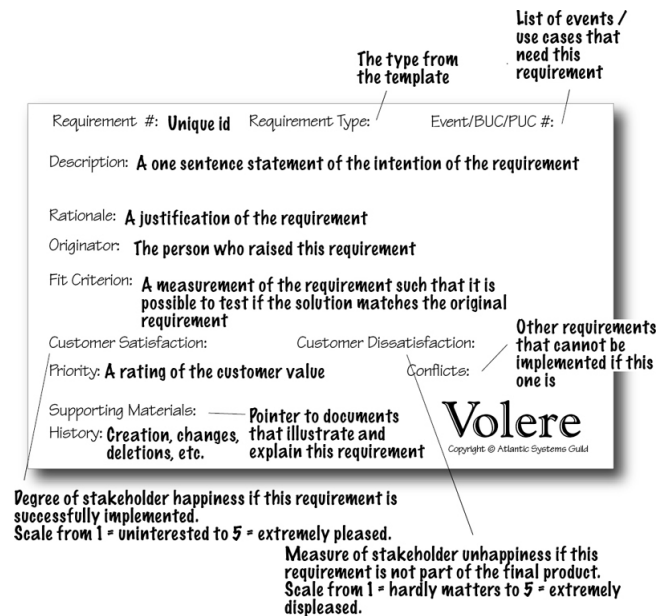 List of events /
use cases that
need this
requirement
The type from
the template
Requirement #: Unique id Requirement Type: Event/BUC/PUC #:
Description: A one sentence statement of the intention of the requirement
Rationale: A justification of the requirement
Originator: The person who raised this requirement
Fit Criterion: A measurement of the requirement such that it is
possible to test if the solution matches the original
requirement
Other requirements
that cannot be
implemented if this
one is
Customer Satisfaction: Customer Dissatisfaction:
Priority: A rating of the customer value Conflicts:
Supporting Materials: Pointer to documents
that illustrate and
explain this requirement
History: Creation, changes,
deletions, etc.
Volere
Copyright © Atlantic Systems Guild
Degree of stakeholder happiness if this requirement is
successfully implemented.
Scale from 1 = uninterested to 5 = extremely pleased.
Measure of stakeholder unhappiness if this
requirement is not part of the final product.
Scale from 1 = hardly matters to 5 = extremely
displeased.